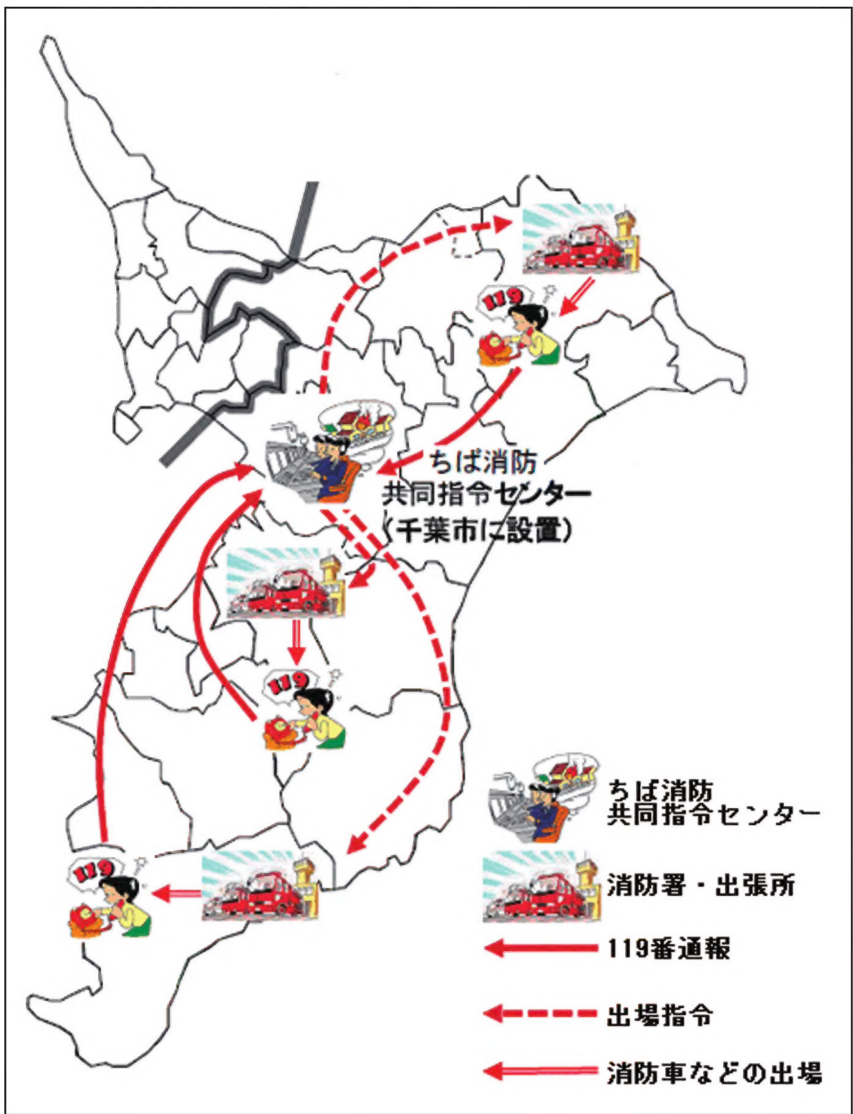 119
ちば消防
共同指令センター
(千葉市に設置)
119
119
ちば消防
共同指令センター
消防署・出張所
119番通報
出場指令
消防車などの出場